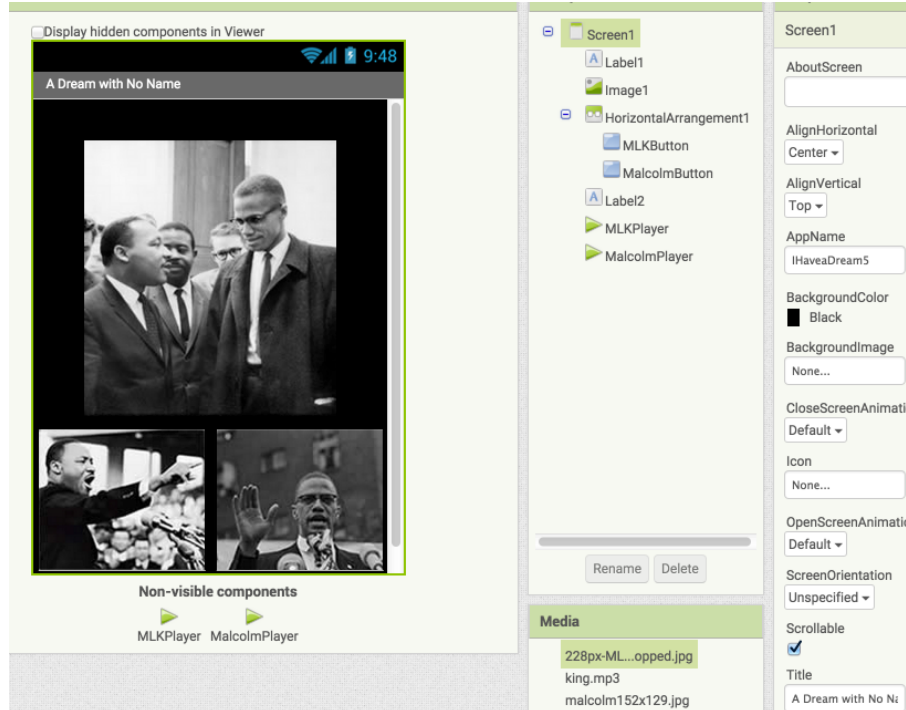 Display hidden components in Viewer
9:48
A Dream with No Name
Non-visible components
MLKPlayer MalcolmPlayer
Screen1
A Label1
Image1
HorizontalArrangement1
MLKButton
MalcolmButton
A Label2
MLKPlayer
MalcolmPlayer
Rename Delete
Media
228px-ML...opped.jpg
king.mp3
malcolm152x129.jpg
Screen1
AboutScreen
AlignHorizontal
Center
AlignVertical
Top
AppName
IHaveaDream5
BackgroundColor
Black
BackgroundImage
None...
CloseScreenAnimati
Default
Icon
None...
OpenScreenAnimatic
Default
ScreenOrientation
Unspecified
Scrollable
Title
A Dream with No Na